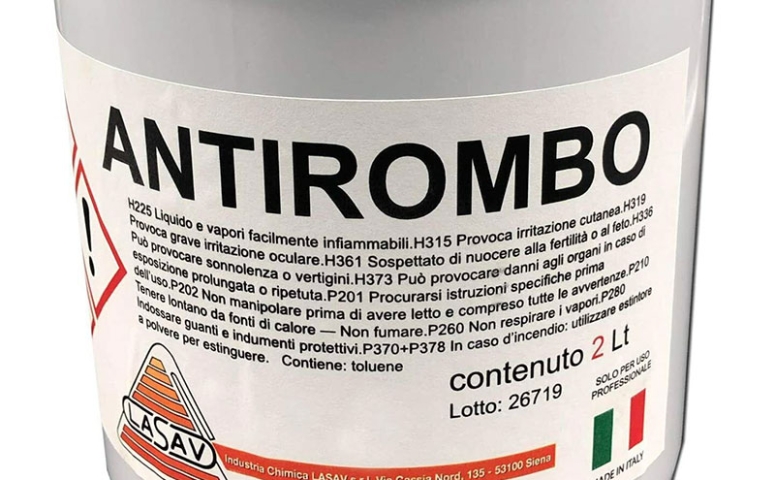 ANTIROMBO
H225 Liquido e vapori facilmente infiammabili.H315 Provoca irritazione cutanea.H319
Provoca grave irritazione oculare.H361 Sospettato di nuocere alla fertilità o al feto.H336
Può provocare sonnolenza o vertigini.H373 Può provocare danni agli organi in caso di
esposizione prolungata o ripetuta.P201 Procurarsi istruzioni specifiche prima
dell'uso.P202 Non manipolare prima di avere letto e compreso tutte le avvertenze.P210
Tenere lontano da fonti di calore — Non fumare.P260 Non respirare i vapori.P280
Indossare guanti e indumenti protettivi.P370+P378 In caso d'incendio: utilizzare estintore
a polvere per estinguere. Contiene: toluene
contenuto 2 Lt
Lotto: 26719
SOLO PER USO
PROFESSIONALE
LASAV
Industria Chimica LASAV s.r.l. Via Cassia Nord, 135 - 53100 Siena
MADE IN ITALY